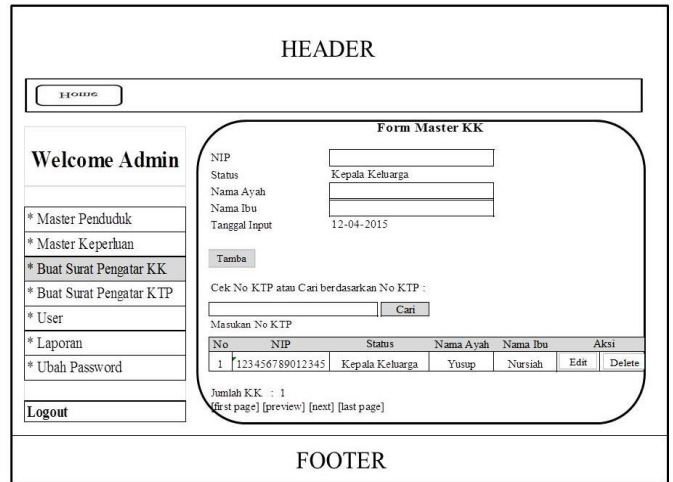 HEADER
Home
Welcome Admin
* Master Penduduk
* Master Keperluan
* Buat Surat Pengatar KK
* Buat Surat Pengatar KTP
* User
* Laporan
* Ubah Password
Logout
Form Master KK
NIP
Status Kepala Keluarga
Nama Ayah
Nama Ibu
Tanggal Input 12-04-2015
Tamba
Cek No KTP atau Cari berdasarkan No KTP :
Cari
Masukan No KTP
No NIP Status Nama Ayah Nama Ibu Aksi
1 123456789012345 Kepala Keluarga Yusup Nursiah Edit Delete
Jumlah KK : 1
[first page] [preview] [next] [last page]
FOOTER